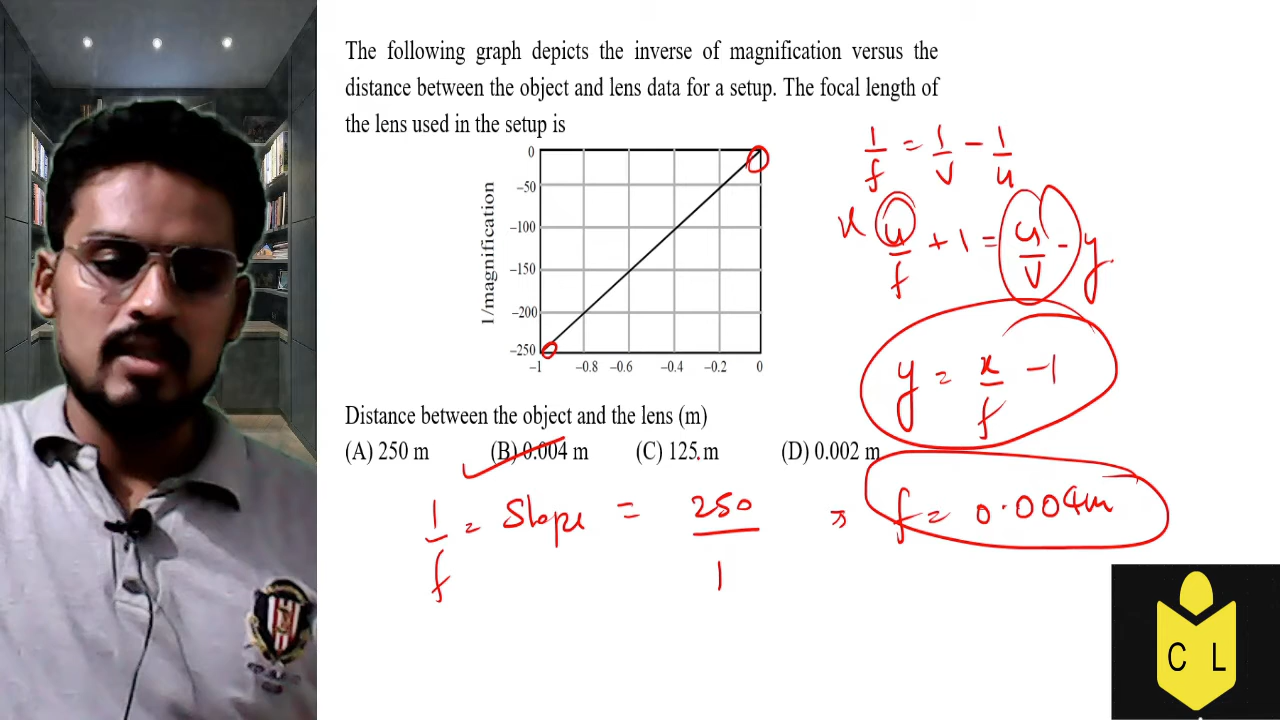 The following graph depicts the inverse of magnification versus the
distance between the object and lens data for a setup. The focal length of
the lens used in the setup is
1/magnification
0
-50
-100
-150
-200
-250
-1 -0.8 -0.6 -0.4 -0.2 0
Distance between the object and the lens (m)
(A) 250 m (B) 0.004 m (C) 125 m (D) 0.002 m
1/f = 1/v - 1/u
x u/f + 1 = u/v - y
y = x/f - 1
1/f = Slope = 250/1 ⇒ f = 0.004m
C L